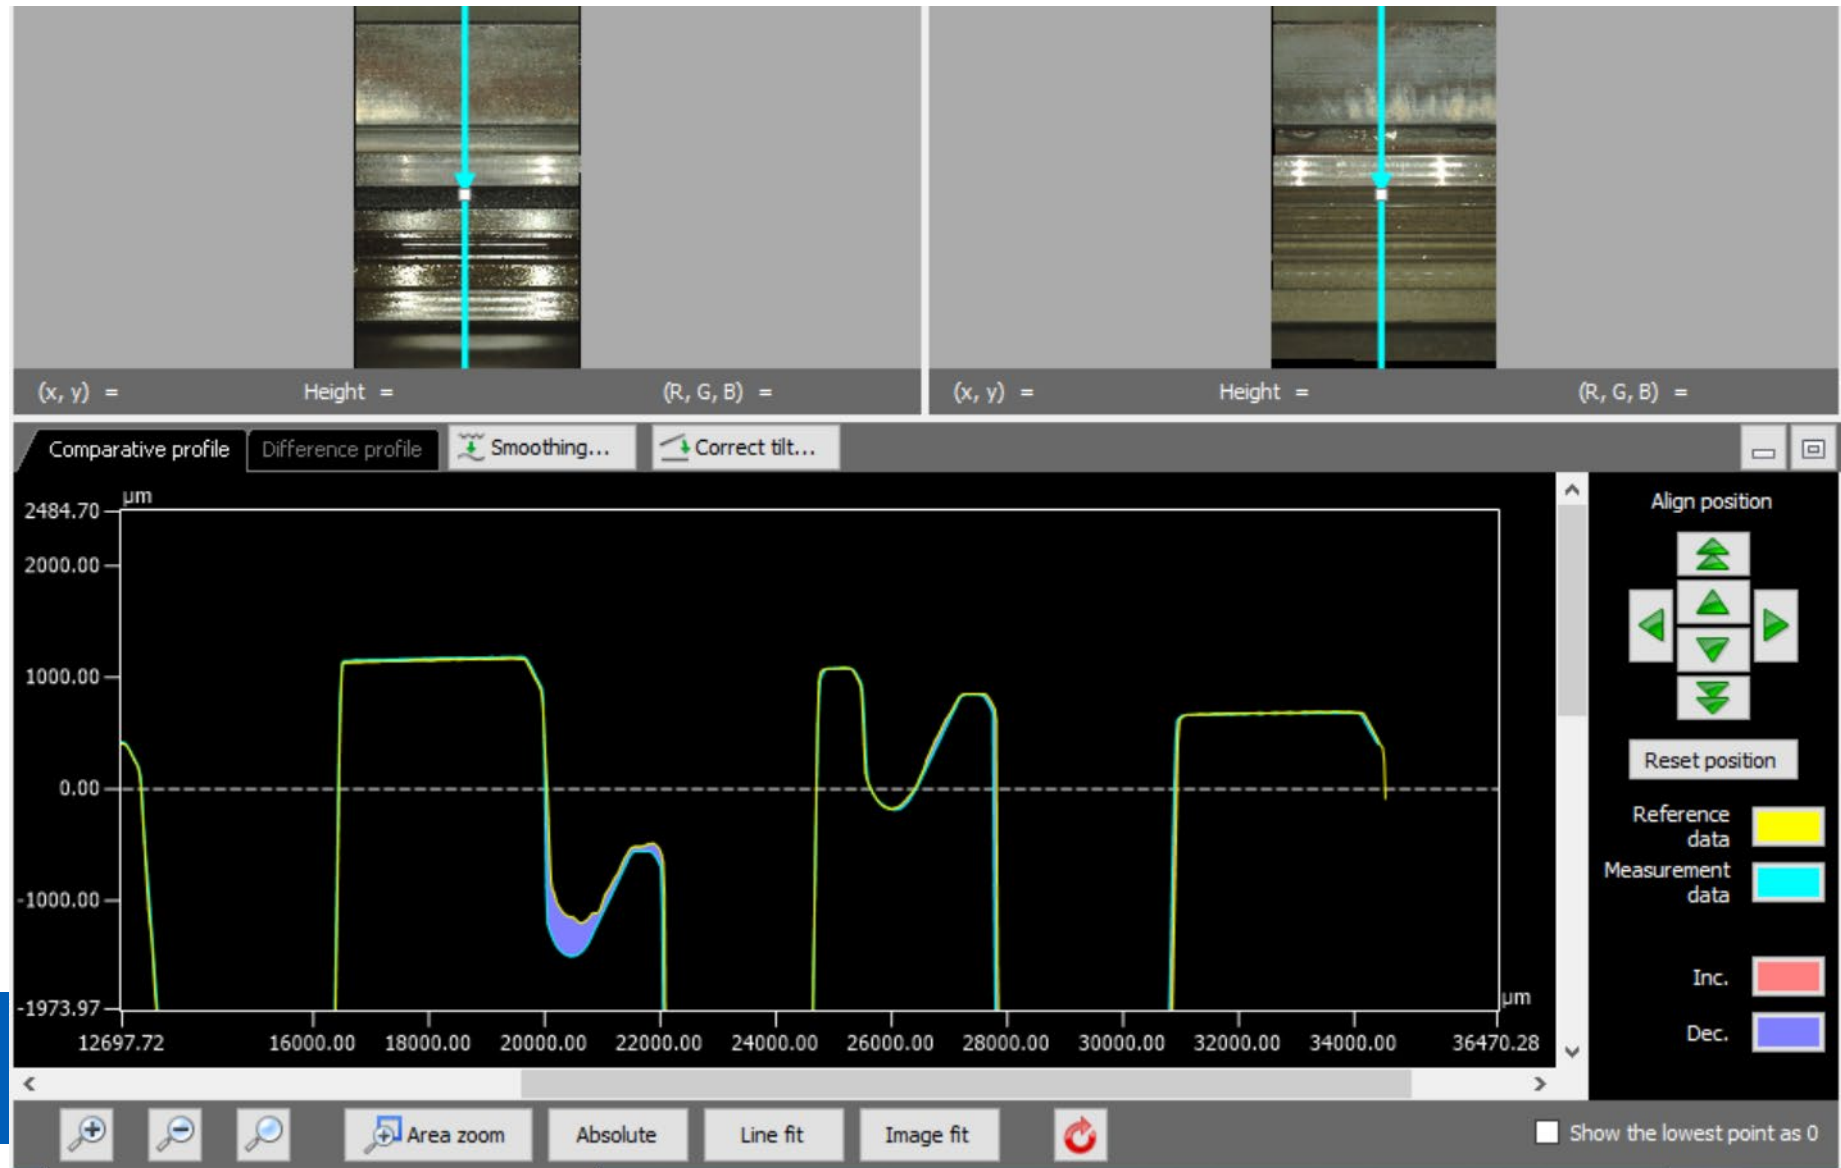 (x, y) = Height = (R, G, B) =
(x, y) = Height = (R, G, B) =
Comparative profile Difference profile Smoothing... Correct tilt...
µm
2484.70
2000.00
1000.00
0.00
-1000.00
-1973.97
µm
12697.72 16000.00 18000.00 20000.00 22000.00 24000.00 26000.00 28000.00 30000.00 32000.00 34000.00 36470.28
Align position
Reset position
Reference
data
Measurement
data
Inc.
Dec.
Area zoom Absolute Line fit Image fit Show the lowest point as 0